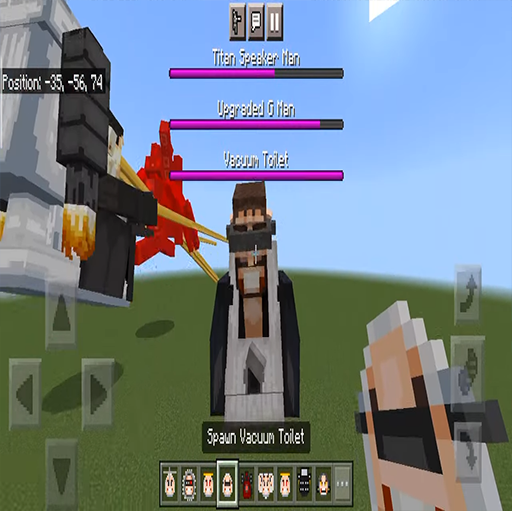 Titan Speaker Man
Position: -35, -56, 74
Upgraded G Man
Vacuum Toilet
Spawn Vacuum Toilet